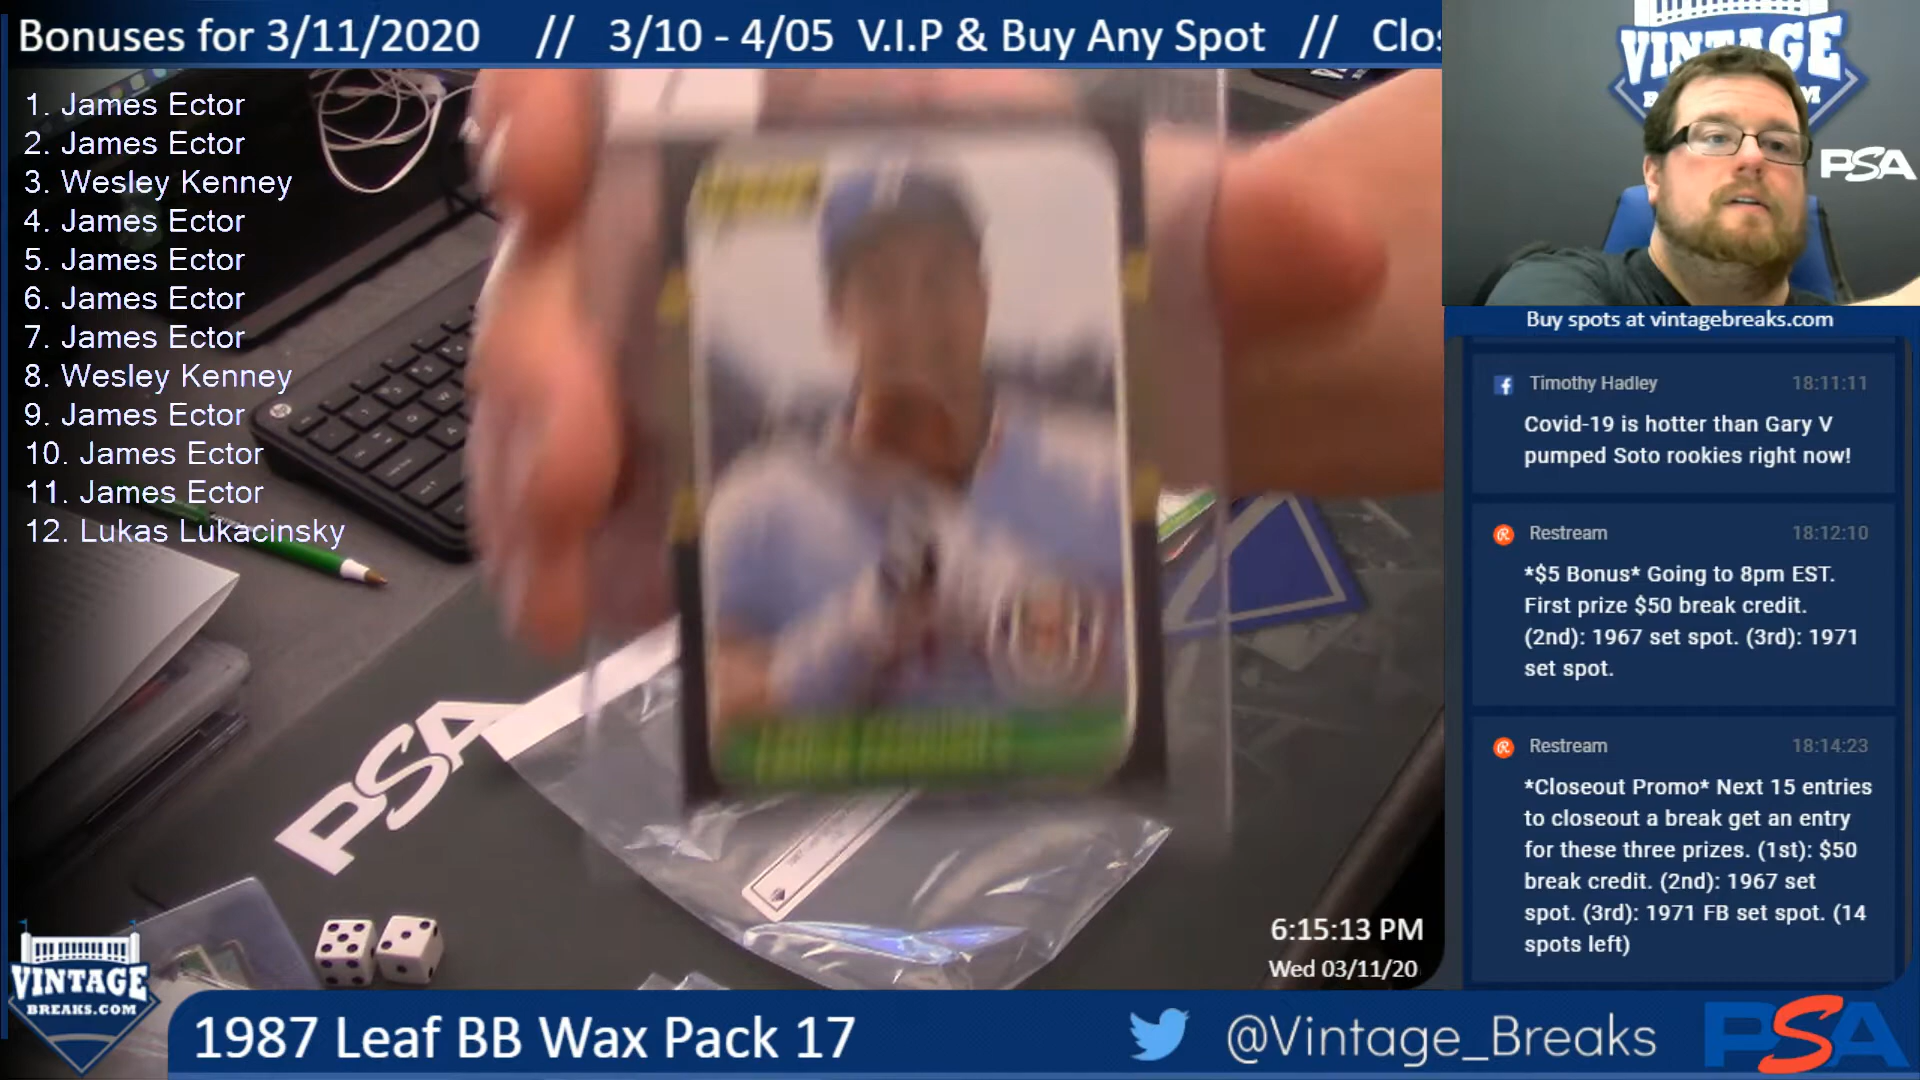 Bonuses for 3/11/2020 // 3/10 - 4/05 V.I.P & Buy Any Spot // Clos
1. James Ector
2. James Ector
3. Wesley Kenney
4. James Ector
5. James Ector
6. James Ector
7. James Ector
8. Wesley Kenney
9. James Ector
10. James Ector
11. James Ector
12. Lukas Lukacinsky
VINTAGE
PSA
Buy spots at vintagebreaks.com
Timothy Hadley 18:11:11
Covid-19 is hotter than Gary V
pumped Soto rookies right now!
Restream 18:12:10
*$5 Bonus* Going to 8pm EST.
First prize $50 break credit.
(2nd): 1967 set spot. (3rd): 1971
set spot.
Restream 18:14:23
*Closeout Promo* Next 15 entries
to closeout a break get an entry
for these three prizes. (1st): $50
break credit. (2nd): 1967 set
spot. (3rd): 1971 FB set spot. (14
spots left)
PSA
6:15:13 PM
Wed 03/11/20
VINTAGE
BREAKS.COM
1987 Leaf BB Wax Pack 17
@Vintage_Breaks
PSA